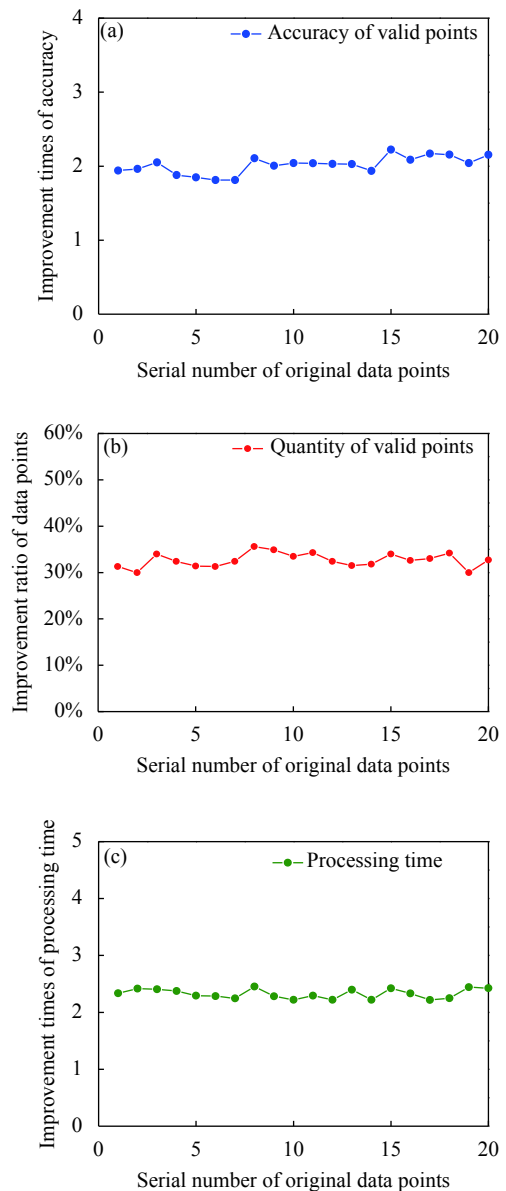 (a)
Accuracy of valid points
Improvement times of accuracy
4
3
2
1
0
0 5 10 15 20
Serial number of original data points
(b)
Quantity of valid points
Improvement ratio of data points
60%
50%
40%
30%
20%
10%
0%
0 5 10 15 20
Serial number of original data points
(c)
Processing time
Improvement times of processing time
5
4
3
2
1
0
0 5 10 15 20
Serial number of original data points